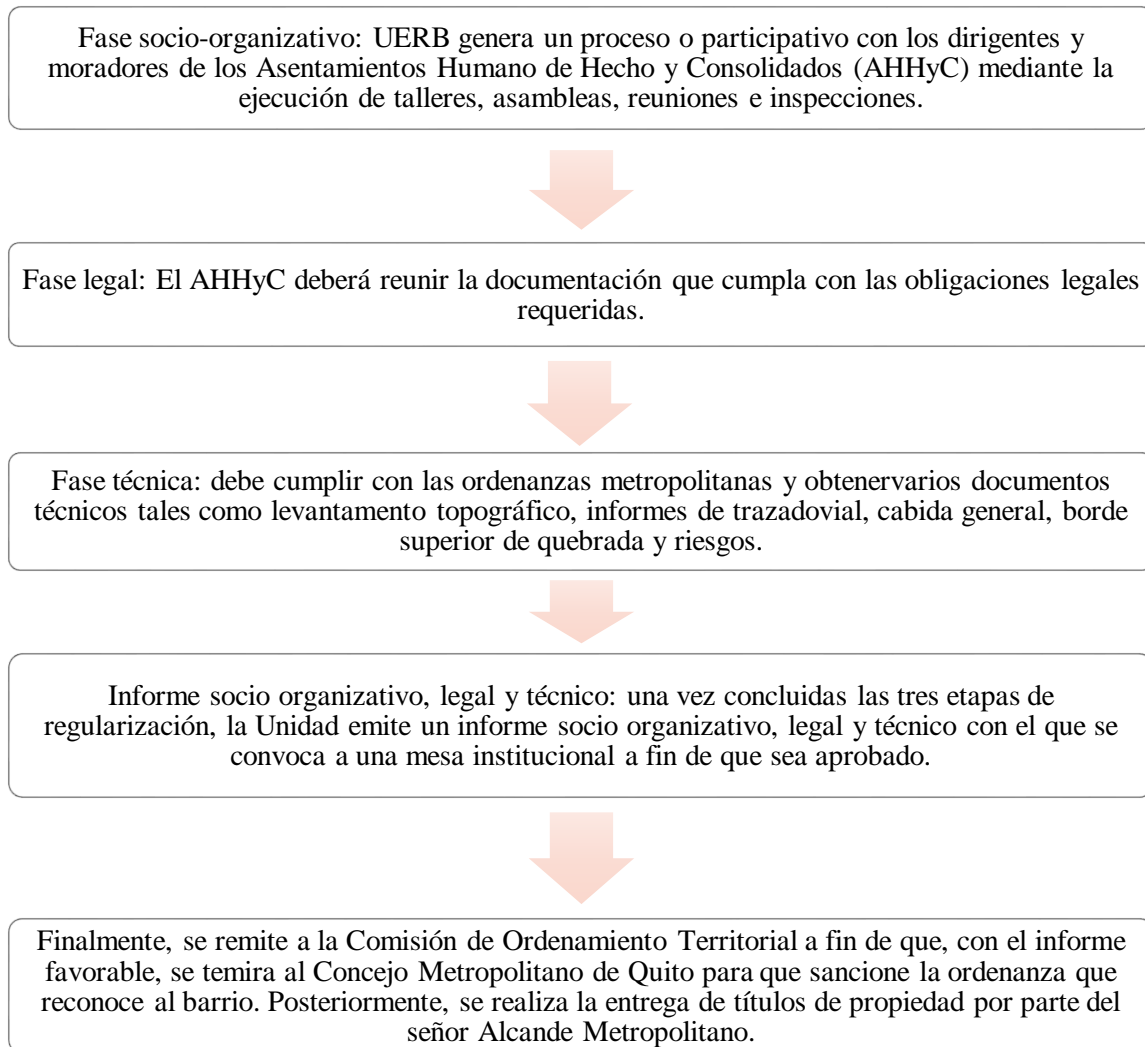 Fase socio-organizativo: UERB genera un proceso o participativo con los dirigentes y
moradores de los Asentamientos Humano de Hecho y Consolidados (AHHyC) mediante la
ejecución de talleres, asambleas, reuniones e inspecciones.
Fase legal: El AHHyC deberá reunir la documentación que cumpla con las obligaciones legales
requeridas.
Fase técnica: debe cumplir con las ordenanzas metropolitanas y obtenervarios documentos
técnicos tales como levantamento topográfico, informes de trazadovial, cabida general, borde
superior de quebrada y riesgos.
Informe socio organizativo, legal y técnico: una vez concluidas las tres etapas de
regularización, la Unidad emite un informe socio organizativo, legal y técnico con el que se
convoca a una mesa institucional a fin de que sea aprobado.
Finalmente, se remite a la Comisión de Ordenamiento Territorial a fin de que, con el informe
favorable, se temira al Concejo Metropolitano de Quito para que sancione la ordenanza que
reconoce al barrio. Posteriormente, se realiza la entrega de títulos de propiedad por parte del
señor Alcande Metropolitano.